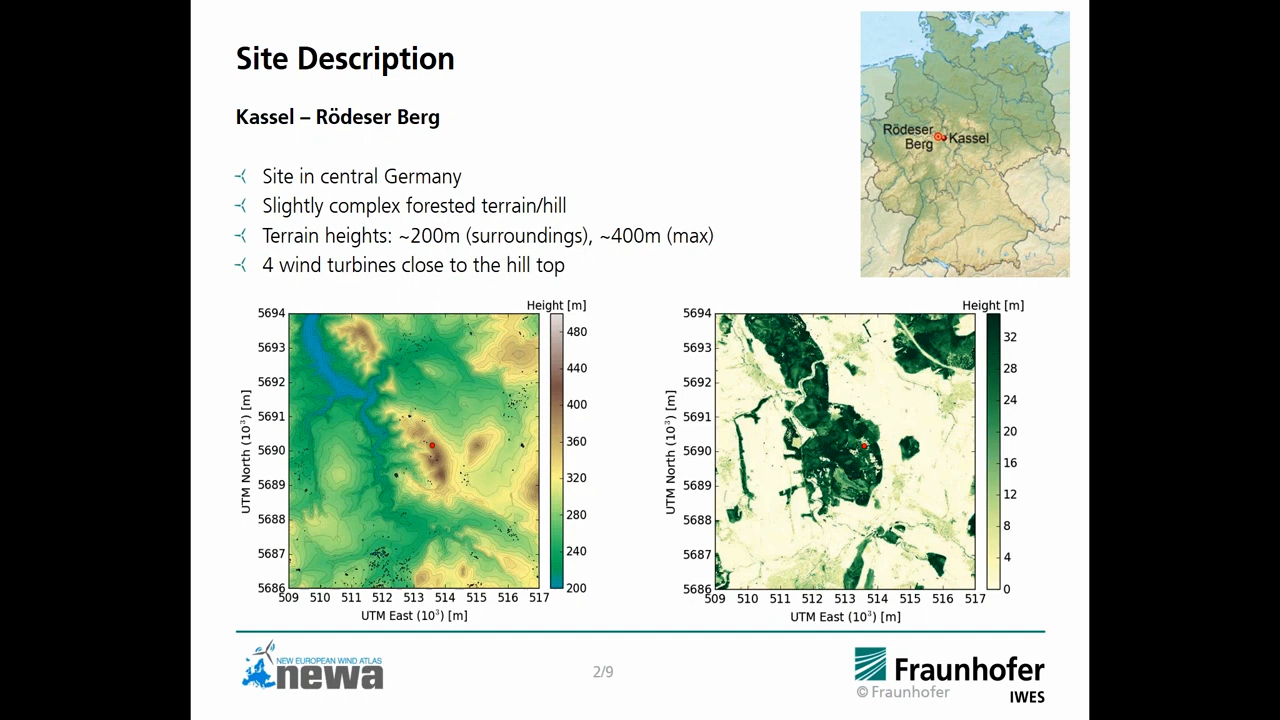 Site Description
Kassel – Rödeser Berg
Rödeser
Berg
Kassel
Site in central Germany
Slightly complex forested terrain/hill
Terrain heights: ~200m (surroundings), ~400m (max)
4 wind turbines close to the hill top
Height [m]
5694
5693
5692
5691
5690
5689
5688
5687
5686
UTM North (10³) [m]
509 510 511 512 513 514 515 516 517
UTM East (10³) [m]
480
440
400
360
320
280
240
200
Height [m]
5694
5693
5692
5691
5690
5689
5688
5687
5686
UTM North (10³) [m]
509 510 511 512 513 514 515 516 517
UTM East (10³) [m]
32
28
24
20
16
12
8
4
0
NEW EUROPEAN WIND ATLAS
newa
2/9
Fraunhofer
© Fraunhofer
IWES